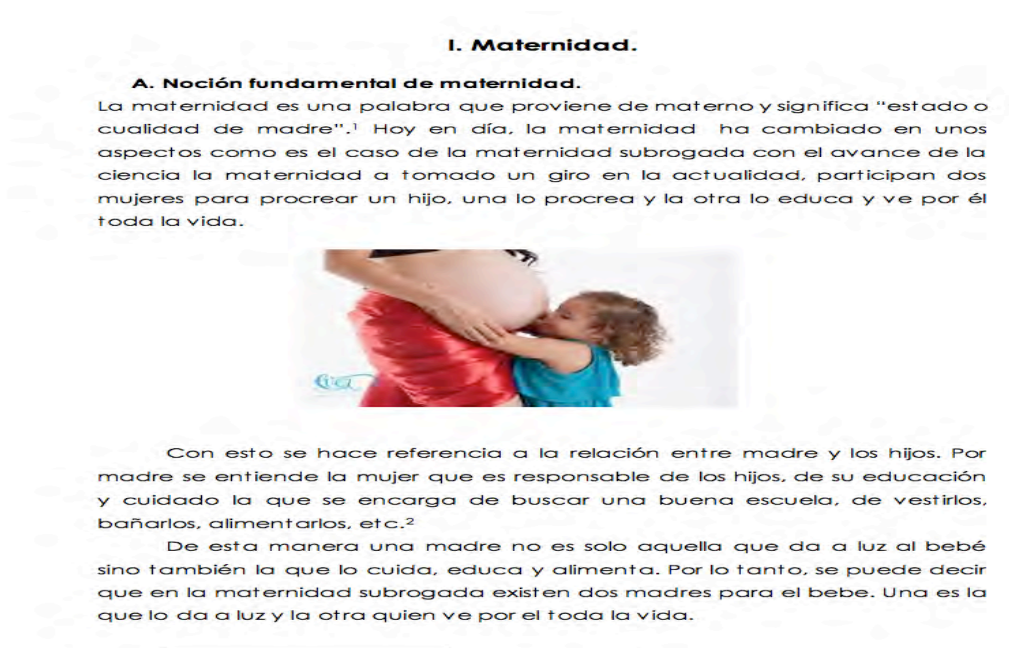 I. Maternidad.
A. Noción fundamental de maternidad.
La maternidad es una palabra que proviene de materno y significa "estado o
cualidad de madre".¹ Hoy en día, la maternidad ha cambiado en unos
aspectos como es el caso de la maternidad subrogada con el avance de la
ciencia la maternidad a tomado un giro en la actualidad, participan dos
mujeres para procrear un hijo, una lo procrea y la otra lo educa y ve por él
toda la vida.
Con esto se hace referencia a la relación entre madre y los hijos. Por
madre se entiende la mujer que es responsable de los hijos, de su educación
y cuidado la que se encarga de buscar una buena escuela, de vestirlos,
bañarlos, alimentarlos, etc.²
De esta manera una madre no es solo aquella que da a luz al bebé
sino también la que lo cuida, educa y alimenta. Por lo tanto, se puede decir
que en la maternidad subrogada existen dos madres para el bebe. Una es la
que lo da a luz y la otra quien ve por el toda la vida.